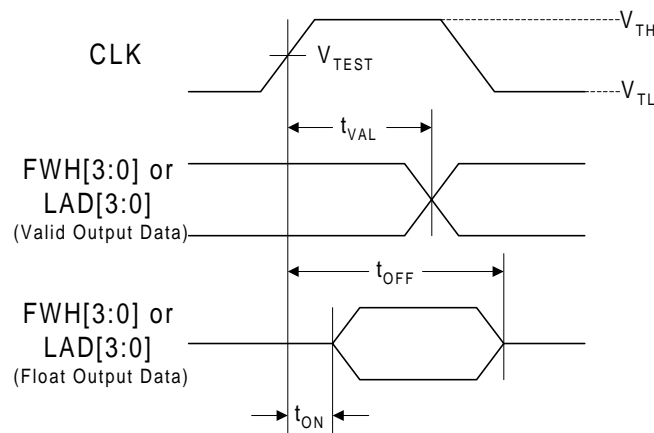 V_TH
CLK
V_TEST
V_TL
t_VAL
FWH[3:0] or
LAD[3:0]
(Valid Output Data)
t_OFF
FWH[3:0] or
LAD[3:0]
(Float Output Data)
t_ON